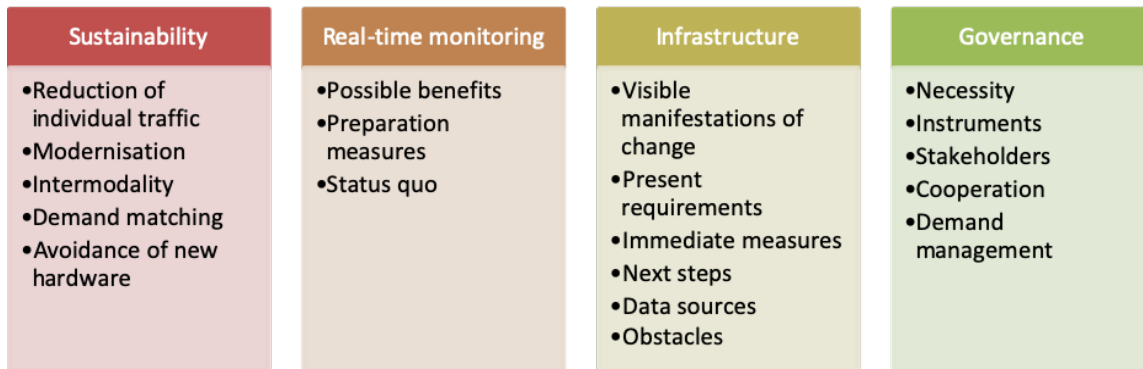 Sustainability
•Reduction of
individual traffic
•Modernisation
•Intermodality
•Demand matching
•Avoidance of new
hardware
Real-time monitoring
•Possible benefits
•Preparation
measures
•Status quo
Infrastructure
•Visible
manifestations of
change
•Present
requirements
•Immediate measures
•Next steps
•Data sources
•Obstacles
Governance
•Necessity
•Instruments
•Stakeholders
•Cooperation
•Demand
management